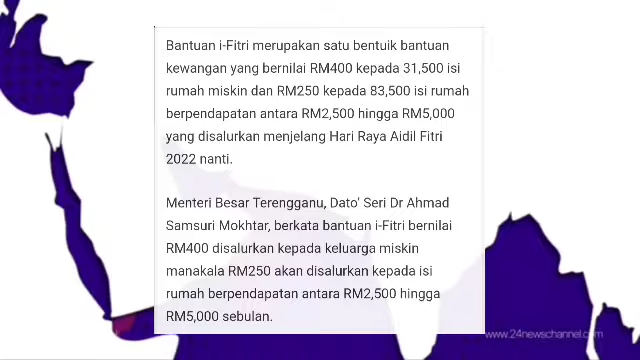 Bantuan i-Fitri merupakan satu bentuik bantuan
kewangan yang bernilai RM400 kepada 31,500 isi
rumah miskin dan RM250 kepada 83,500 isi rumah
berpendapatan antara RM2,500 hingga RM5,000
yang disalurkan menjelang Hari Raya Aidil Fitri
2022 nanti.
Menteri Besar Terengganu, Dato’ Seri Dr Ahmad
Samsuri Mokhtar, berkata bantuan i-Fitri bernilai
RM400 disalurkan kepada keluarga miskin
manakala RM250 akan disalurkan kepada isi
rumah berpendapatan antara RM2,500 hingga
RM5,000 sebulan.
www.24newschannel.com